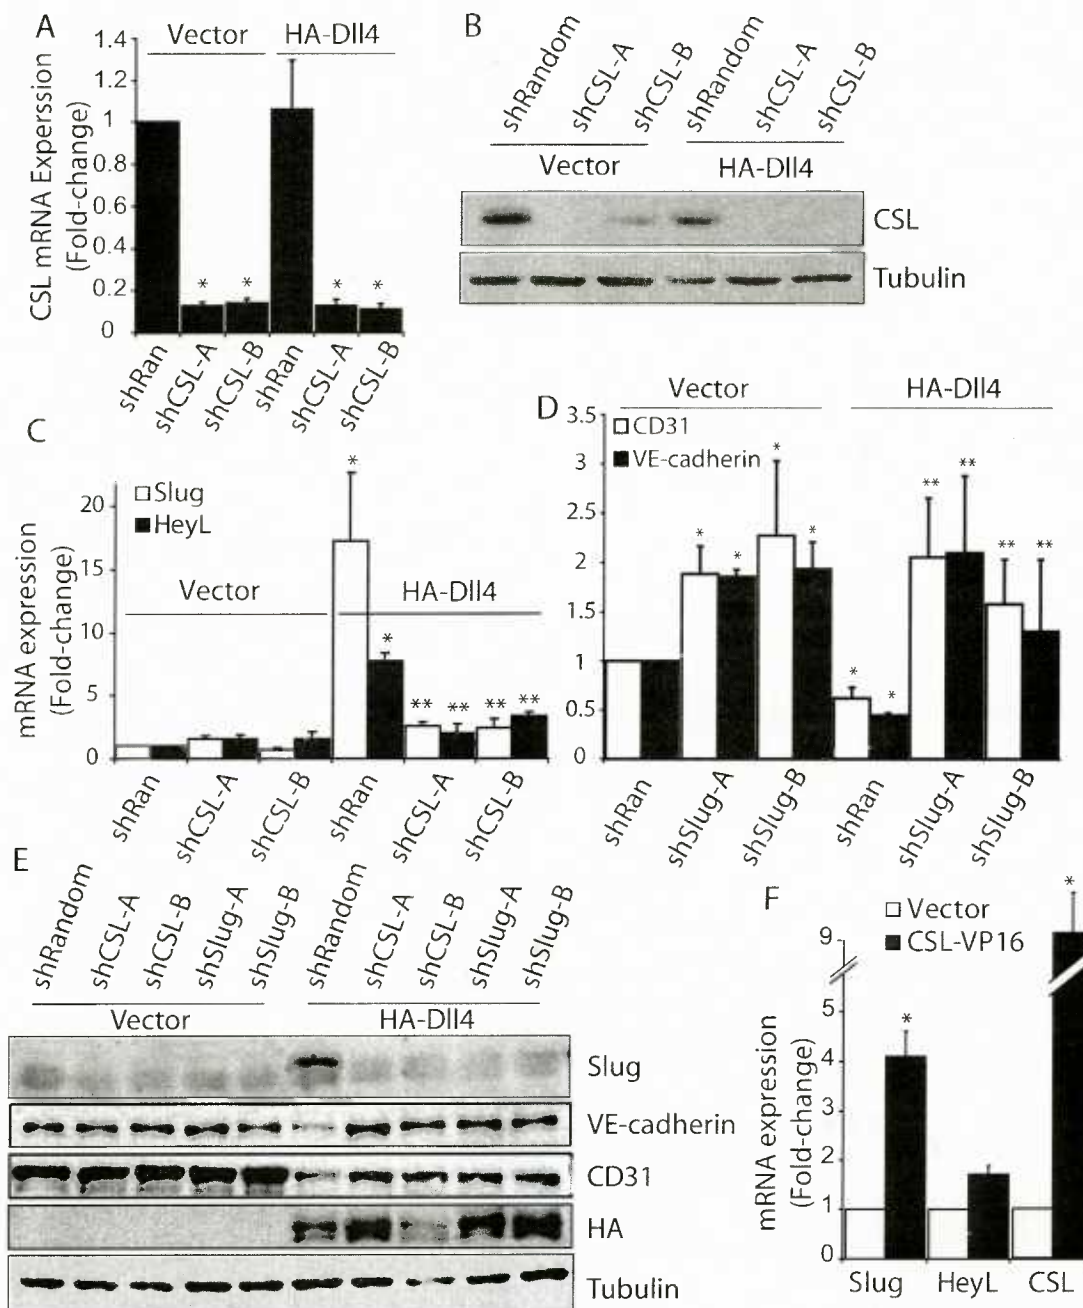 A
Vector HA-Dll4
CSL mRNA Experssion
(Fold-change)
1.4
1.2
1
0.8
0.6
0.4
0.2
0
* * * *
shRan shCSL-A shCSL-B shRan shCSL-A shCSL-B
B
shRandom shCSL-A shCSL-B shRandom shCSL-A shCSL-B
Vector HA-Dll4
CSL
Tubulin
C
mRNA expression
(Fold-change)
20
15
10
5
0
Slug
HeyL
Vector HA-Dll4
* * ** ** ** **
shRan shCSL-A shCSL-B shRan shCSL-A shCSL-B
D
Vector HA-Dll4
3.5
3
2.5
2
1.5
1
0.5
0
CD31
VE-cadherin
* * * * * * ** ** ** **
shRan shSlug-A shSlug-B shRan shSlug-A shSlug-B
E
shRandom shCSL-A shCSL-B shSlug-A shSlug-B shRandom shCSL-A shCSL-B shSlug-A shSlug-B
Vector HA-Dll4
Slug
VE-cadherin
CD31
HA
Tubulin
F
Vector
CSL-VP16
mRNA expression
(Fold-change)
9
5
4
3
2
1
0
* *
Slug HeyL CSL